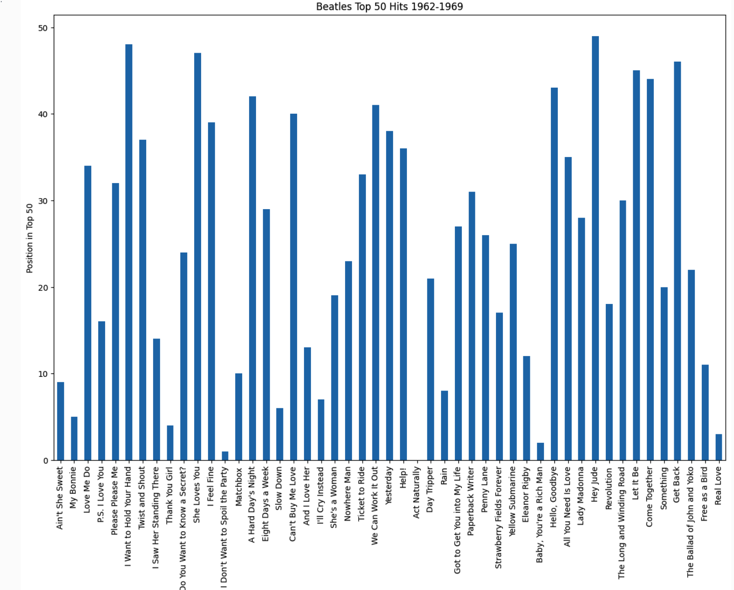 Beatles Top 50 Hits 1962-1969
Position in Top 50
50
40
30
20
10
0
Ain't She Sweet
My Bonnie
Love Me Do
P.S. I Love You
Please Please Me
I Want to Hold Your Hand
Twist and Shout
I Saw Her Standing There
Thank You Girl
Do You Want to Know a Secret?
She Loves You
I Feel Fine
I Don't Want to Spoil the Party
Matchbox
A Hard Day's Night
Eight Days a Week
Slow Down
Can't Buy Me Love
And I Love Her
I'll Cry Instead
She's a Woman
Nowhere Man
Ticket to Ride
We Can Work It Out
Yesterday
Help!
Act Naturally
Day Tripper
Rain
Got to Get You into My Life
Paperback Writer
Penny Lane
Strawberry Fields Forever
Yellow Submarine
Eleanor Rigby
Baby, You're a Rich Man
Hello, Goodbye
All You Need Is Love
Lady Madonna
Hey Jude
Revolution
The Long and Winding Road
Let It Be
Come Together
Something
Get Back
The Ballad of John and Yoko
Free as a Bird
Real Love